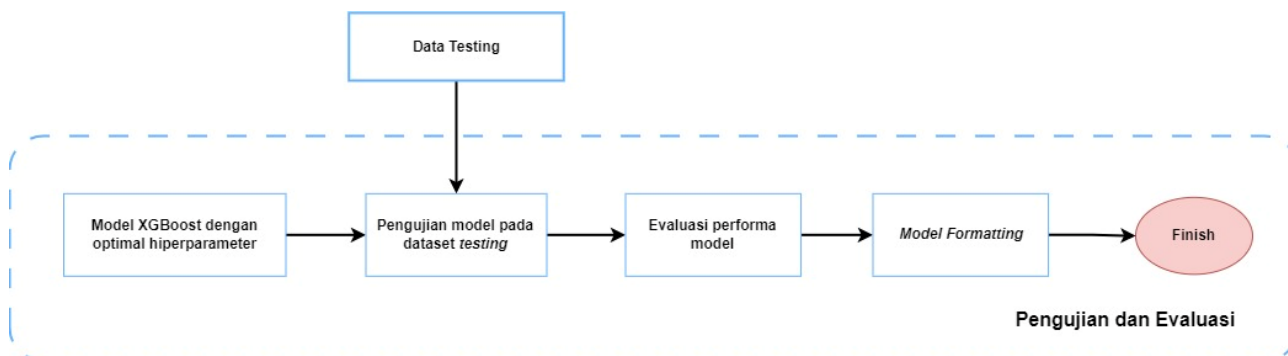 Data Testing
Model XGBoost dengan
optimal hiperparameter
Pengujian model pada
dataset testing
Evaluasi performa
model
Model Formatting
Finish
Pengujian dan Evaluasi